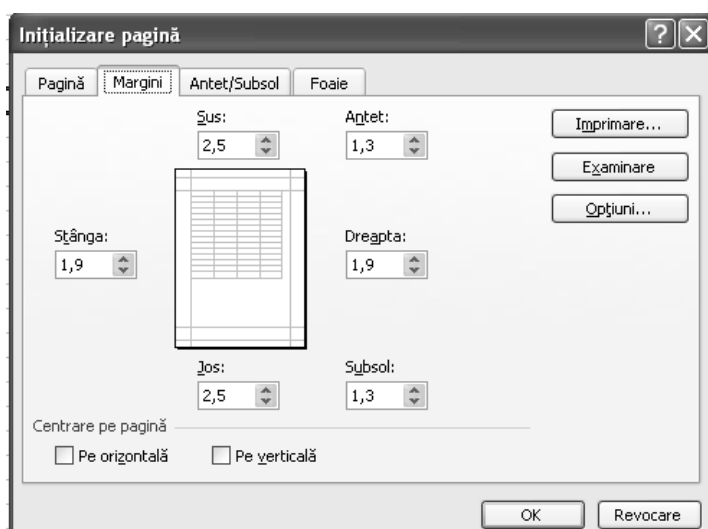 Inițializare pagină
Pagină Margini Antet/Subsol Foaie
Sus: Antet:
2,5 1,3
Imprimare...
Examinare
Opțiuni...
Stânga: Dreapta:
1,9 1,9
Jos: Subsol:
2,5 1,3
Centrare pe pagină
Pe orizontală Pe verticală
OK Revocare